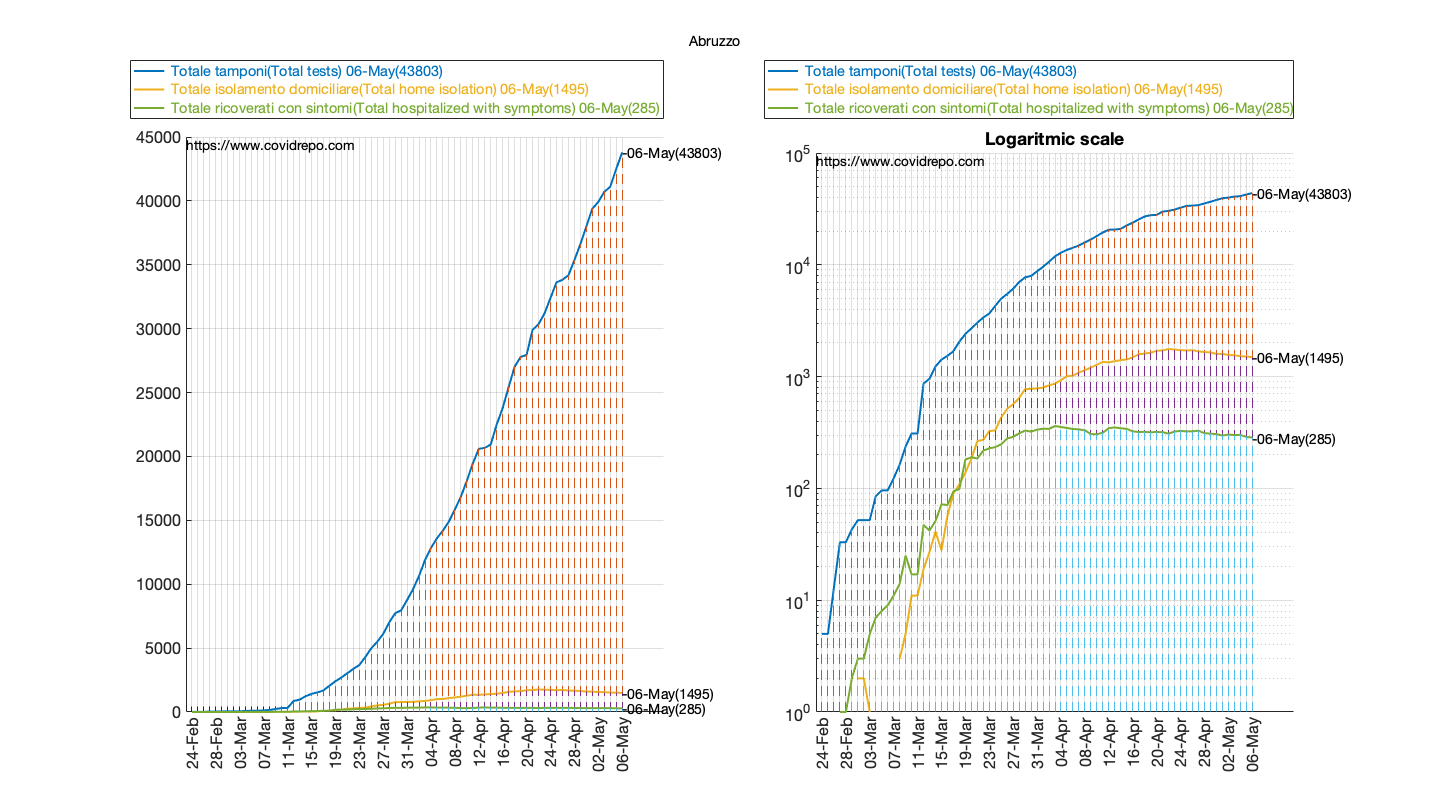 Abruzzo
Totale tamponi(Total tests) 06-May(43803)
Totale isolamento domiciliare(Total home isolation) 06-May(1495)
Totale ricoverati con sintomi(Total hospitalized with symptoms) 06-May(285)
45000
https://www.covidrepo.com
06-May(43803)
40000
35000
30000
25000
20000
15000
10000
5000
06-May(1495)
06-May(285)
0
24-Feb
28-Feb
03-Mar
07-Mar
11-Mar
15-Mar
19-Mar
23-Mar
27-Mar
31-Mar
04-Apr
08-Apr
12-Apr
16-Apr
20-Apr
24-Apr
28-Apr
02-May
06-May
Totale tamponi(Total tests) 06-May(43803)
Totale isolamento domiciliare(Total home isolation) 06-May(1495)
Totale ricoverati con sintomi(Total hospitalized with symptoms) 06-May(285)
Logaritmic scale
10^5
https://www.covidrepo.com
06-May(43803)
10^4
06-May(1495)
10^3
06-May(285)
10^2
10^1
10^0
24-Feb
28-Feb
03-Mar
07-Mar
11-Mar
15-Mar
19-Mar
23-Mar
27-Mar
31-Mar
04-Apr
08-Apr
12-Apr
16-Apr
20-Apr
24-Apr
28-Apr
02-May
06-May